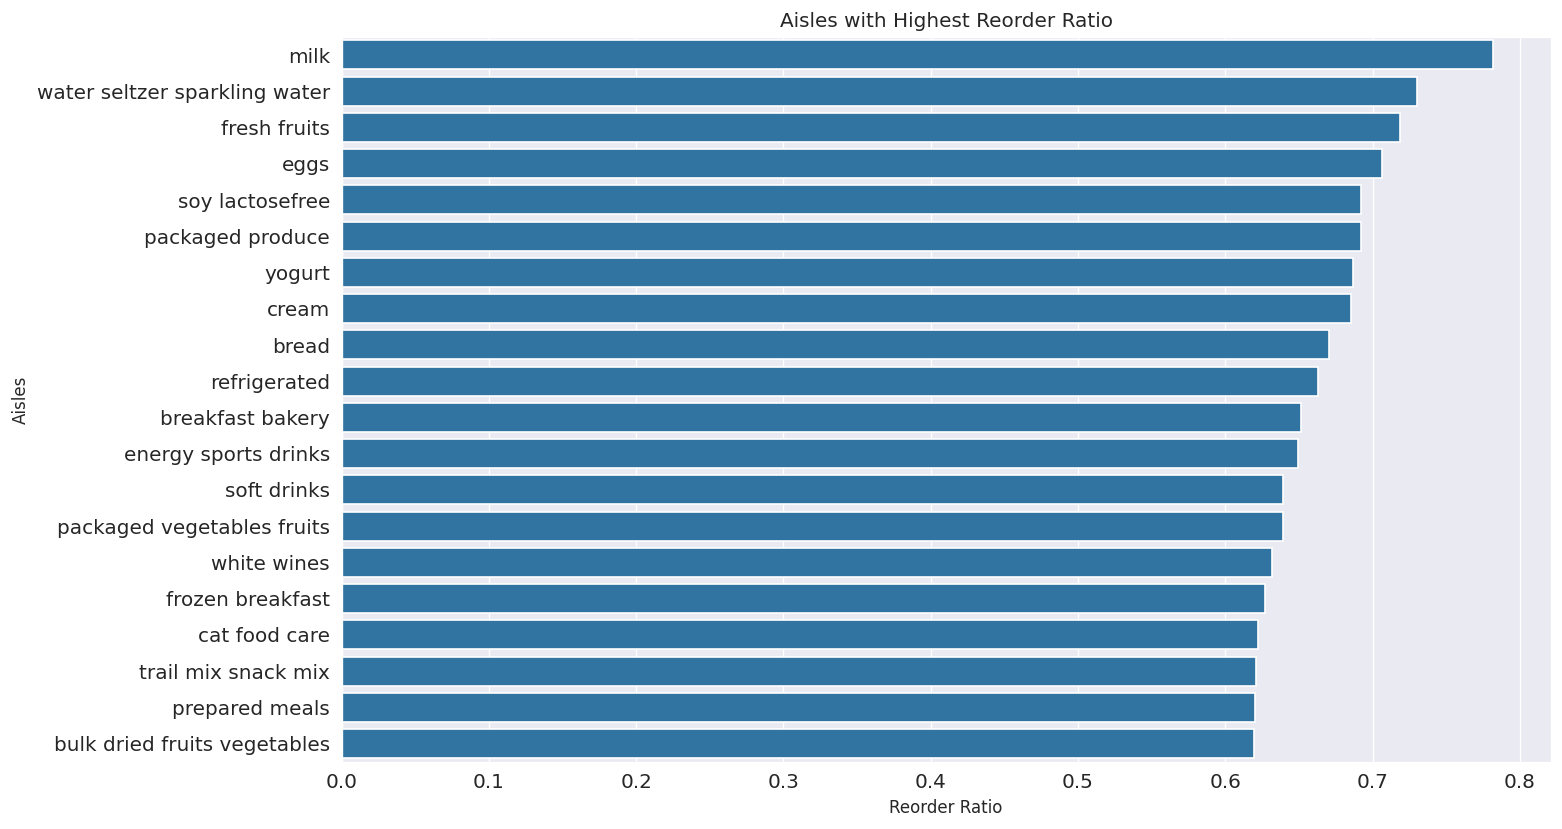 Aisles with Highest Reorder Ratio
milk
water seltzer sparkling water
fresh fruits
eggs
soy lactosefree
packaged produce
yogurt
cream
bread
refrigerated
breakfast bakery
energy sports drinks
soft drinks
packaged vegetables fruits
white wines
frozen breakfast
cat food care
trail mix snack mix
prepared meals
bulk dried fruits vegetables
Aisles
0.0 0.1 0.2 0.3 0.4 0.5 0.6 0.7 0.8
Reorder Ratio